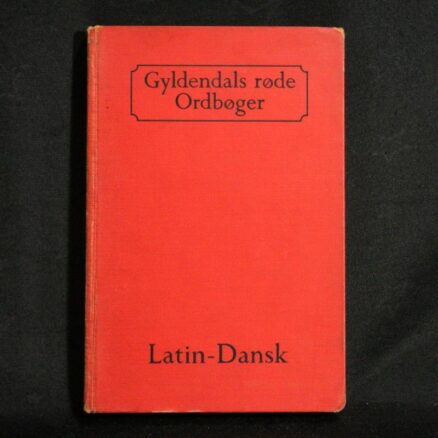 Gyldendals røde
Ordbøger
Latin-Dansk